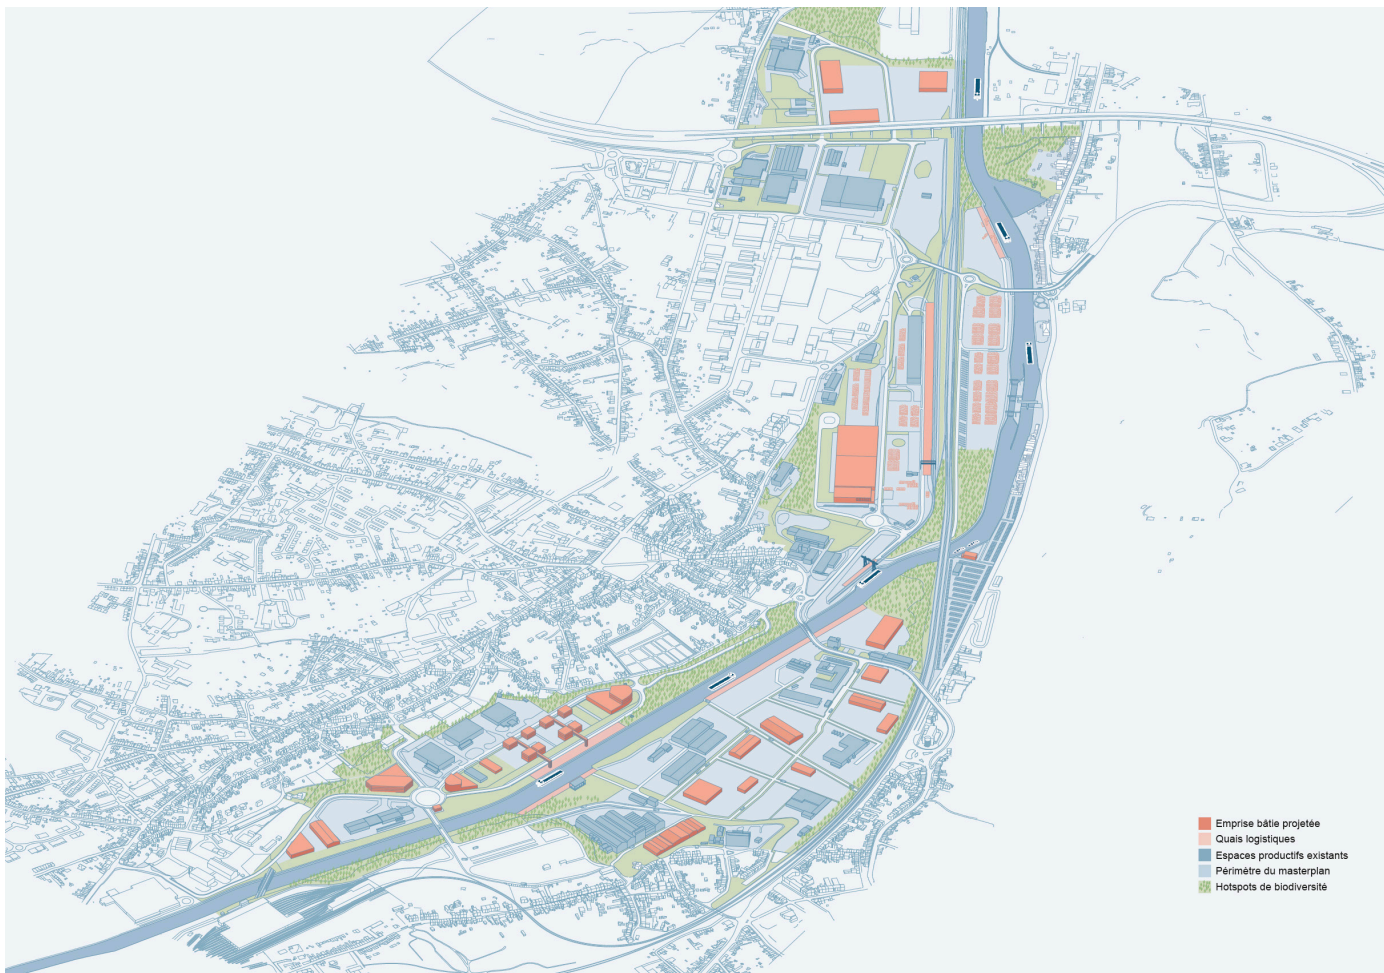 Emprise bâtie projetée
Quais logistiques
Espaces productifs existants
Périmètre du masterplan
Hotspots de biodiversité